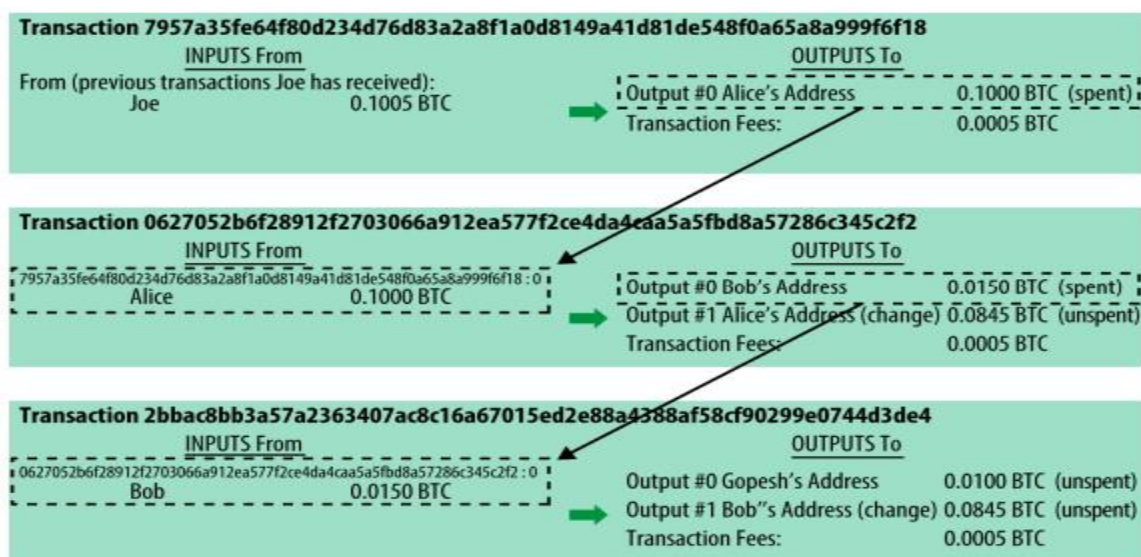 Transaction 7957a35fe64f80d234d76d83a2a8f1a0d8149a41d81de548f0a65a8a999f6f18
INPUTS From OUTPUTS To
From (previous transactions Joe has received):
Joe 0.1005 BTC
Output #0 Alice's Address 0.1000 BTC (spent)
Transaction Fees: 0.0005 BTC
Transaction 0627052b6f28912f2703066a912ea577f2ce4da4caa5a5fbd8a57286c345c2f2
INPUTS From OUTPUTS To
7957a35fe64f80d234d76d83a2a8f1a0d8149a41d81de548f0a65a8a999f6f18 : 0
Alice 0.1000 BTC
Output #0 Bob's Address 0.0150 BTC (spent)
Output #1 Alice's Address (change) 0.0845 BTC (unspent)
Transaction Fees: 0.0005 BTC
Transaction 2bbac8bb3a57a2363407ac8c16a67015ed2e88a4388af58cf90299e0744d3de4
INPUTS From OUTPUTS To
0627052b6f28912f2703066a912ea577f2ce4da4caa5a5fbd8a57286c345c2f2 : 0
Bob 0.0150 BTC
Output #0 Gopesh's Address 0.0100 BTC (unspent)
Output #1 Bob"s Address (change) 0.0845 BTC (unspent)
Transaction Fees: 0.0005 BTC